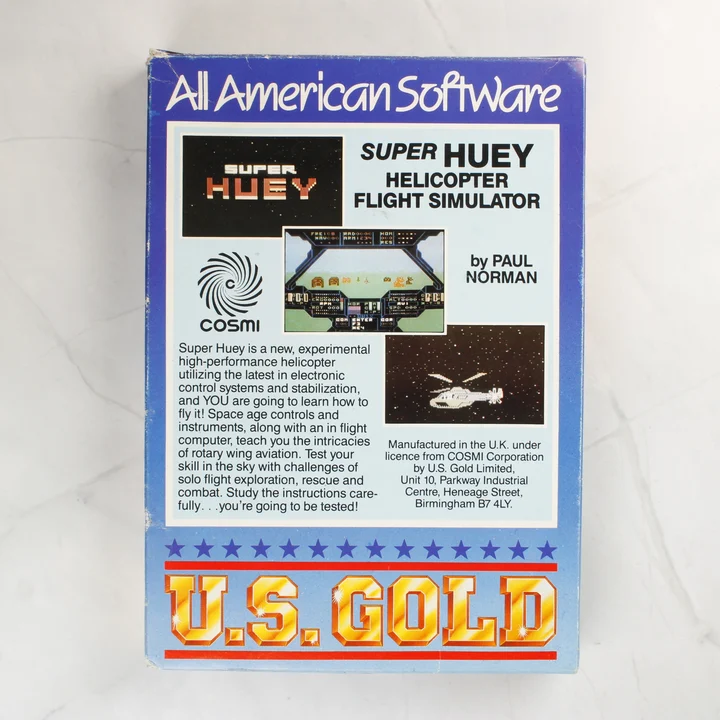 All American Software
SUPER
HUEY
SUPER HUEY
HELICOPTER
FLIGHT SIMULATOR
by PAUL
NORMAN
COSMI
Super Huey is a new, experimental
high-performance helicopter
utilizing the latest in electronic
control systems and stabilization,
and YOU are going to learn how to
fly it! Space age controls and
instruments, along with an in flight
computer, teach you the intricacies
of rotary wing aviation. Test your
skill in the sky with challenges of
solo flight exploration, rescue and
combat. Study the instructions care-
fully. . .you're going to be tested!
Manufactured in the U.K. under
licence from COSMI Corporation
by U.S. Gold Limited,
Unit 10, Parkway Industrial
Centre, Heneage Street,
Birmingham B7 4LY.
U.S. GOLD